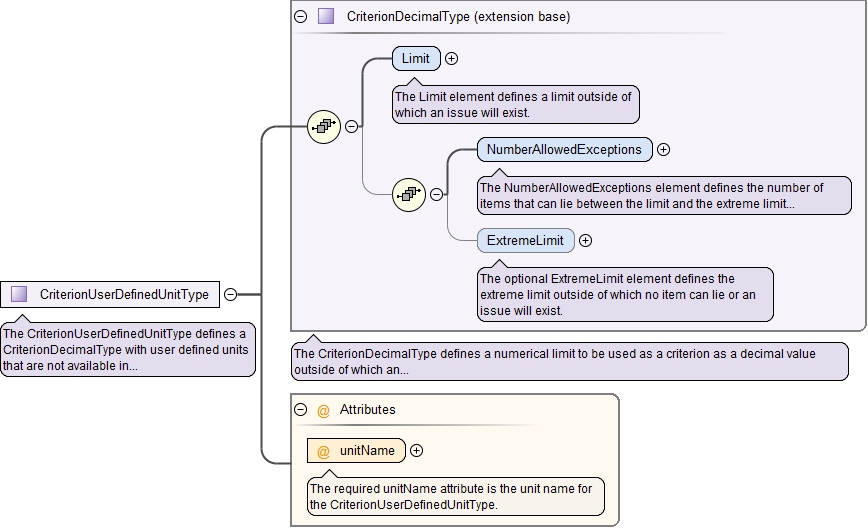 CriterionDecimalType (extension base)
Limit
The Limit element defines a limit outside of
which an issue will exist.
NumberAllowedExceptions
The NumberAllowedExceptions element defines the number of
items that can lie between the limit and the extreme limit...
ExtremeLimit
The optional ExtremeLimit element defines the
extreme limit outside of which no item can lie or an
issue will exist.
CriterionUserDefinedUnitType
The CriterionUserDefinedUnitType defines a
CriterionDecimalType with user defined units
that are not available in...
The CriterionDecimalType defines a numerical limit to be used as a criterion as a decimal value
outside of which an...
@ Attributes
@ unitName
The required unitName attribute is the unit name for
the CriterionUserDefinedUnitType.